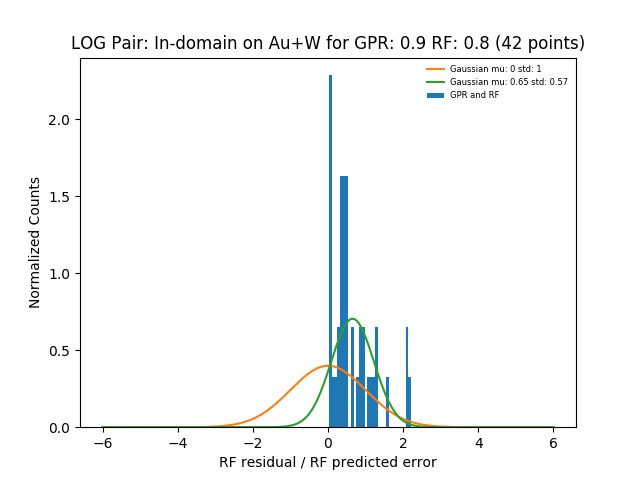 LOG Pair: In-domain on Au+W for GPR: 0.9 RF: 0.8 (42 points)
Gaussian mu: 0 std: 1
Gaussian mu: 0.65 std: 0.57
GPR and RF
Normalized Counts
2.0
1.5
1.0
0.5
0.0
−6 −4 −2 0 2 4 6
RF residual / RF predicted error